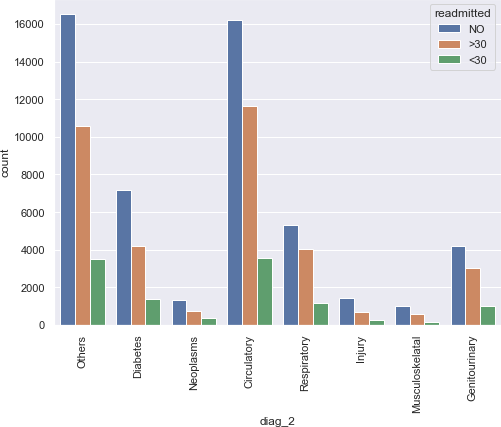 readmitted
NO
>30
<30
16000
14000
12000
10000
8000
6000
4000
2000
0
count
Others
Diabetes
Neoplasms
Circulatory
Respiratory
Injury
Musculoskelatal
Genitourinary
diag_2